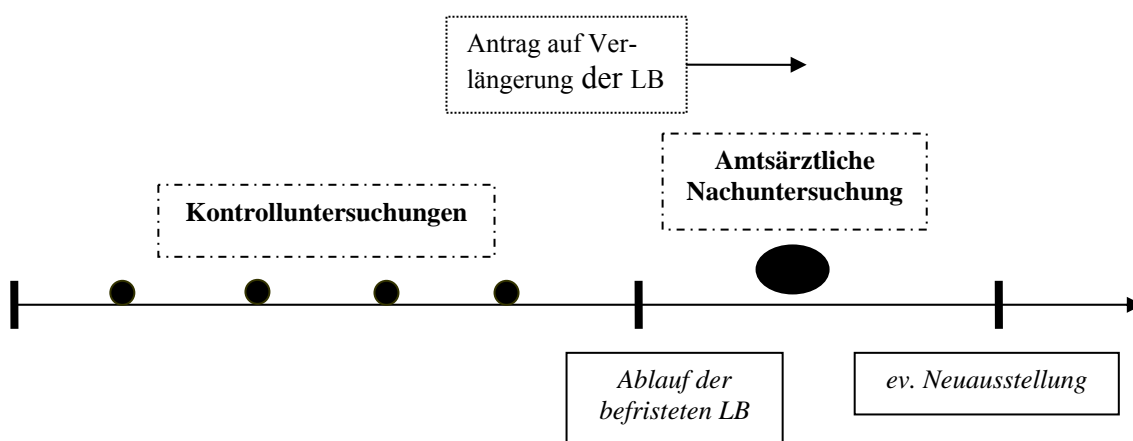 Antrag auf Ver-
längerung der LB
Amtsärztliche
Nachuntersuchung
Kontrolluntersuchungen
Ablauf der
befristeten LB
ev. Neuausstellung